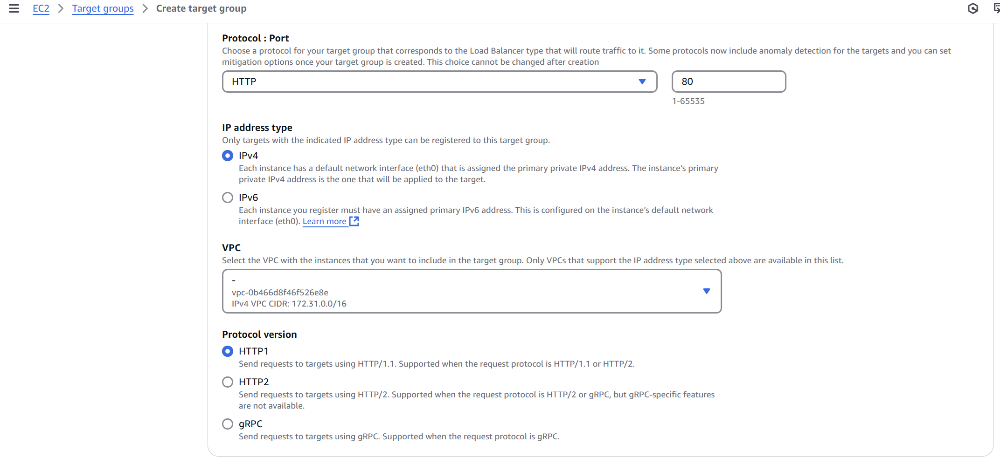 EC2 > Target groups > Create target group
Protocol : Port
Choose a protocol for your target group that corresponds to the Load Balancer type that will route traffic to it. Some protocols now include anomaly detection for the targets and you can set
mitigation options once your target group is created. This choice cannot be changed after creation
HTTP 80
1-65535
IP address type
Only targets with the indicated IP address type can be registered to this target group.
IPv4
Each instance has a default network interface (eth0) that is assigned the primary private IPv4 address. The instance's primary
private IPv4 address is the one that will be applied to the target.
IPv6
Each instance you register must have an assigned primary IPv6 address. This is configured on the instance's default network
interface (eth0). Learn more
VPC
Select the VPC with the instances that you want to include in the target group. Only VPCs that support the IP address type selected above are available in this list.
-
vpc-0b466d8f46f526e8e
IPv4 VPC CIDR: 172.31.0.0/16
Protocol version
HTTP1
Send requests to targets using HTTP/1.1. Supported when the request protocol is HTTP/1.1 or HTTP/2.
HTTP2
Send requests to targets using HTTP/2. Supported when the request protocol is HTTP/2 or gRPC, but gRPC-specific features
are not available.
gRPC
Send requests to targets using gRPC. Supported when the request protocol is gRPC.